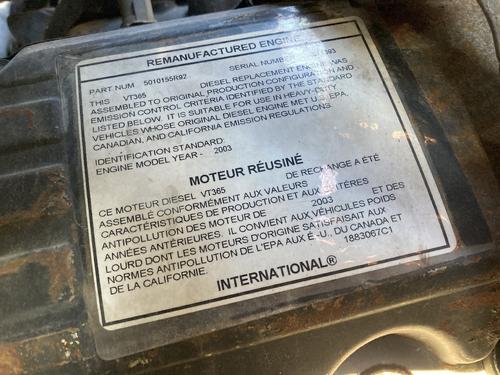 REMANUFACTURED ENGINE
PART NUM 5010155R92 SERIAL NUMBER
THIS VT365 DIESEL REPLACEMENT ENGINE WAS
ASSEMBLED TO ORIGINAL PRODUCTION CONFIGURATION AND
EMISSION CONTROL CRITERIA IDENTIFIED BY THE STANDARD
LISTED BELOW. IT IS SUITABLE FOR USE IN HEAVY-DUTY
VEHICLES WHOSE ORIGINAL DIESEL ENGINE MET U.S. EPA,
CANADIAN, AND CALIFORNIA EMISSION REGULATIONS.
IDENTIFICATION STANDARD:
ENGINE MODEL YEAR - 2003
MOTEUR RÉUSINÉ
CE MOTEUR DIESEL VT365 DE RECHANGE A ÉTÉ
ASSEMBLÉ CONFORMÉMENT AUX VALEURS
CARACTÉRISTIQUES DE PRODUCTION ET AUX CRITÈRES
ANTIPOLLUTION DES MOTEUR DE 2003 ET DES
ANNÉES ANTÉRIEURES. IL CONVIENT AUX VÉHICULES POIDS
LOURD DONT LES MOTEURS D'ORIGINE SATISFAISAIT AUX
NORMES ANTIPOLLUTION DE L'EPA AUX É.-U., DU CANADA ET
DE LA CALIFORNIE. 1883067C1
INTERNATIONAL®